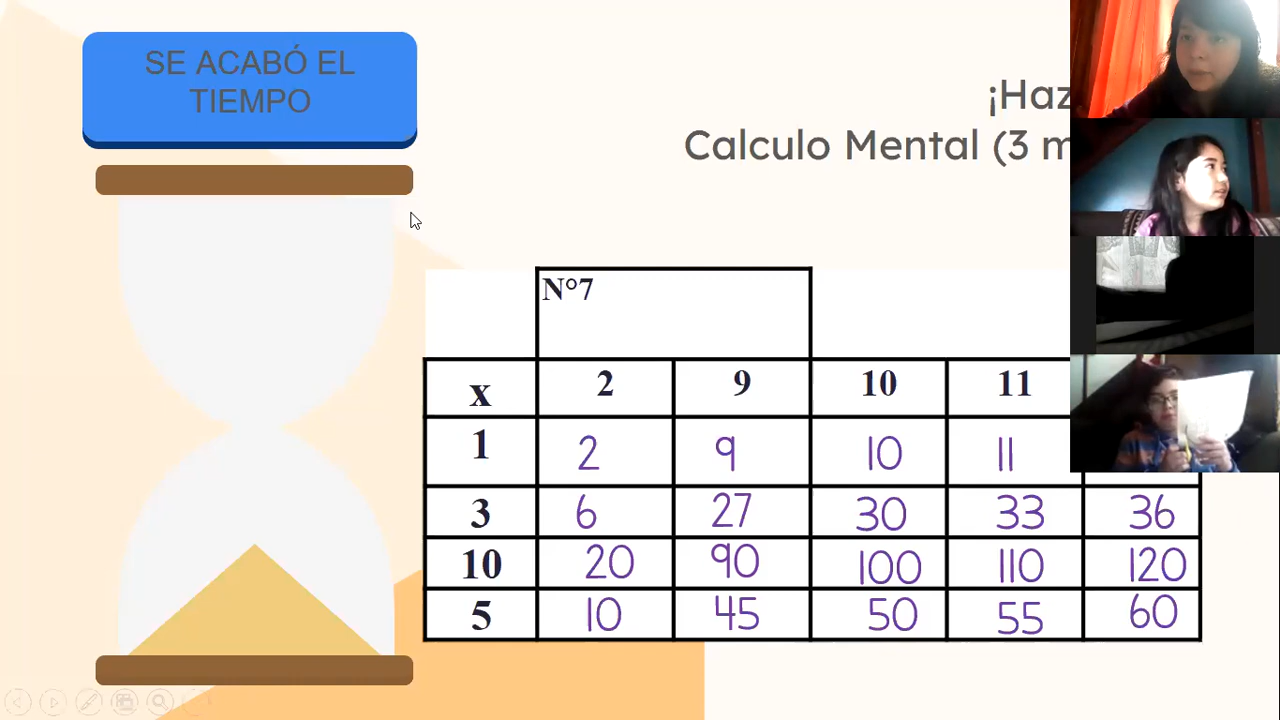 SE ACABÓ EL
TIEMPO
¡Haz
Calculo Mental (3 m
N°7
x 2 9 10 11
1 2 9 10 11
3 6 27 30 33 36
10 20 90 100 110 120
5 10 45 50 55 60